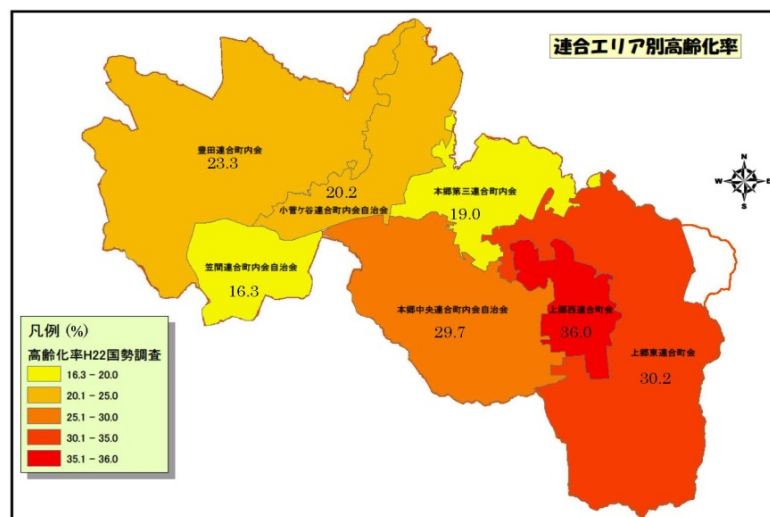 連合エリア別高齢化率
豊田連合町内会
23.3
20.2
小菅ケ谷連合町内会自治会
本郷第三連合町内会
19.0
笠間連合町内会自治会
16.3
本郷中央連合町内会自治会
29.7
上郷西連合町会
36.0
上郷東連合町会
30.2
N
W E
S
凡例 (%)
高齢化率H22国勢調査
16.3 − 20.0
20.1 − 25.0
25.1 − 30.0
30.1 − 35.0
35.1 − 36.0